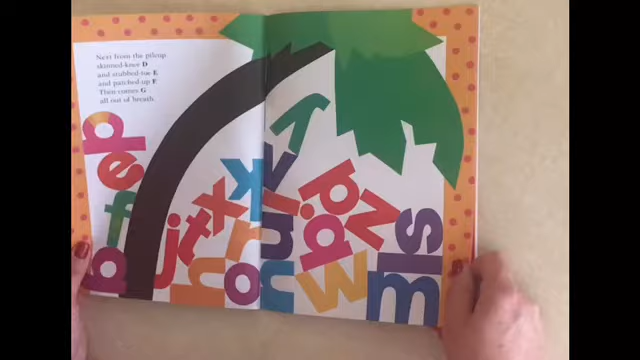 Next from the pileup
skinned-knee D
and stubbed-toe E
and patched-up F.
Then comes G
all out of breath.